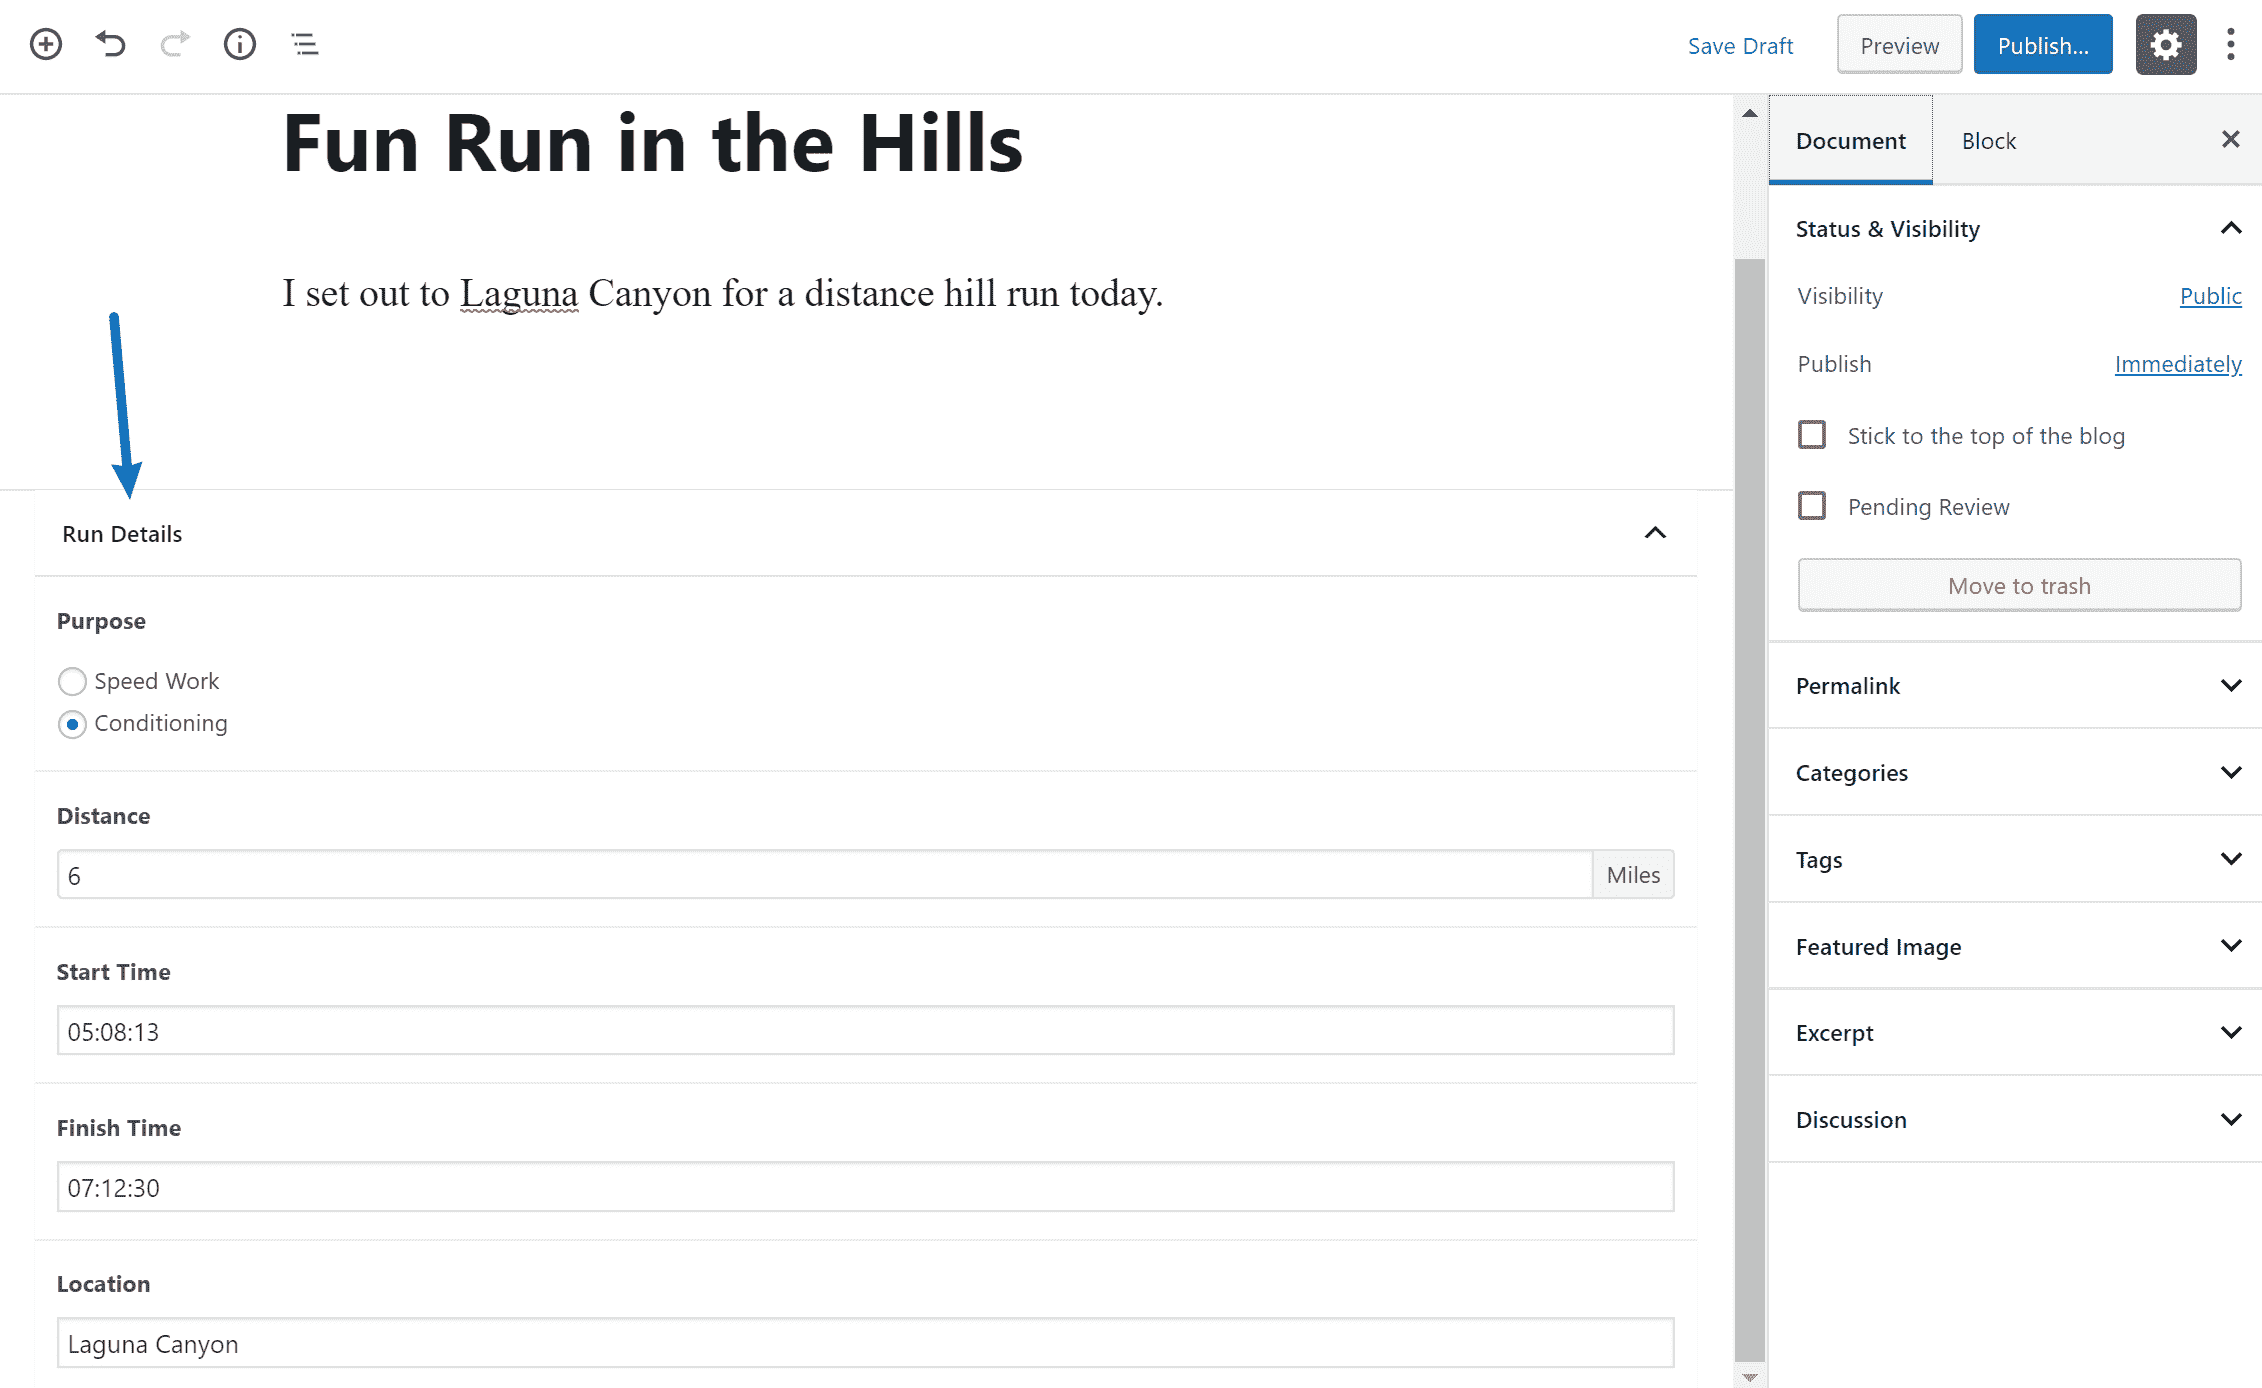 Save Draft
Preview
Publish...
Fun Run in the Hills
I set out to Laguna Canyon for a distance hill run today.
Run Details
Purpose
Speed Work
Conditioning
Distance
6 Miles
Start Time
05:08:13
Finish Time
07:12:30
Location
Laguna Canyon
Document
Block
Status & Visibility
Visibility Public
Publish Immediately
Stick to the top of the blog
Pending Review
Move to trash
Permalink
Categories
Tags
Featured Image
Excerpt
Discussion